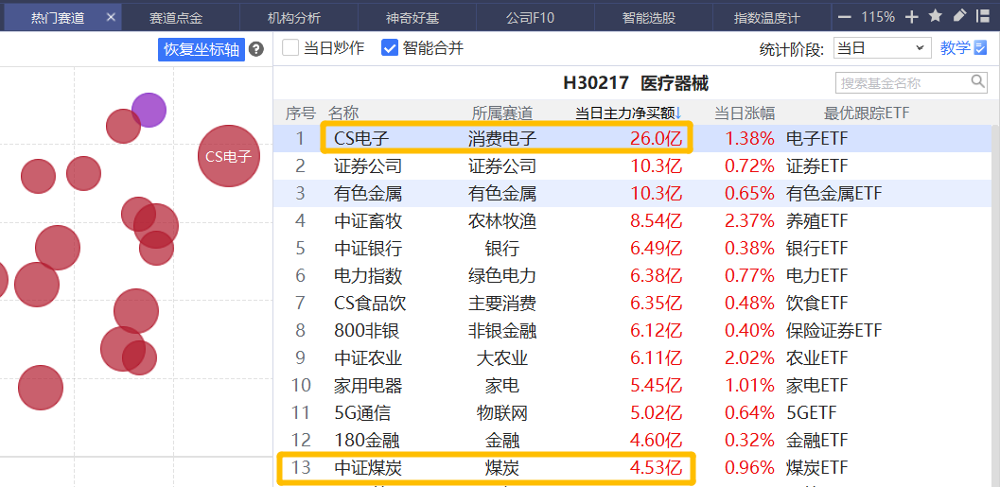 热门赛道 × 赛道点金 机构分析 神奇好基 公司F10 智能选股 指数温度计 115%
恢复坐标轴 ? 当日炒作 智能合并 统计阶段: 当日 教学
H30217 医疗器械 搜索基金名称
序号 名称 所属赛道 当日主力净买额↓ 当日涨幅 最优跟踪ETF
1 CS电子 消费电子 26.0亿 1.38% 电子ETF
2 证券公司 证券公司 10.3亿 0.72% 证券ETF
CS电子
3 有色金属 有色金属 10.3亿 0.65% 有色金属ETF
4 中证畜牧 农林牧渔 8.54亿 2.37% 养殖ETF
5 中证银行 银行 6.49亿 0.38% 银行ETF
6 电力指数 绿色电力 6.38亿 0.77% 电力ETF
7 CS食品饮 主要消费 6.35亿 0.48% 饮食ETF
8 800非银 非银金融 6.12亿 0.40% 保险证券ETF
9 中证农业 大农业 6.11亿 2.02% 农业ETF
10 家用电器 家电 5.45亿 1.01% 家电ETF
11 5G通信 物联网 5.02亿 0.64% 5GETF
12 180金融 金融 4.60亿 0.32% 金融ETF
13 中证煤炭 煤炭 4.53亿 0.96% 煤炭ETF